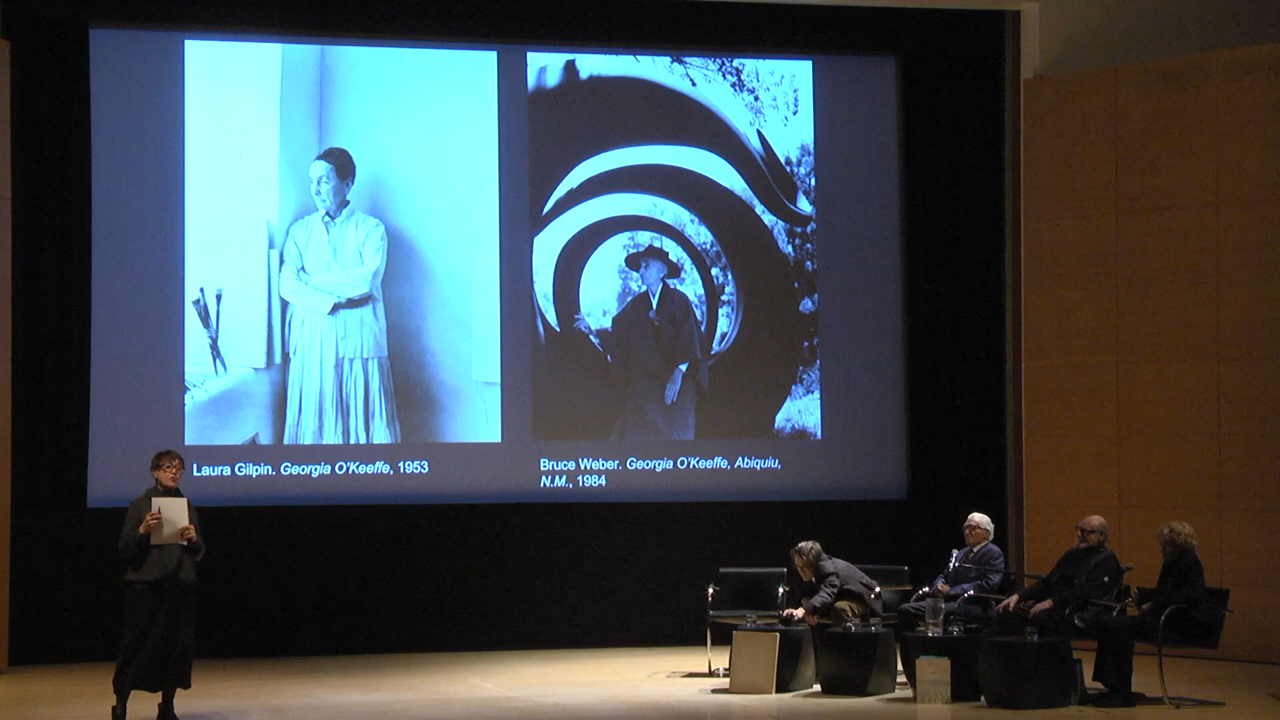 Laura Gilpin. Georgia O'Keeffe, 1953
Bruce Weber. Georgia O'Keeffe, Abiquiu,
N.M., 1984